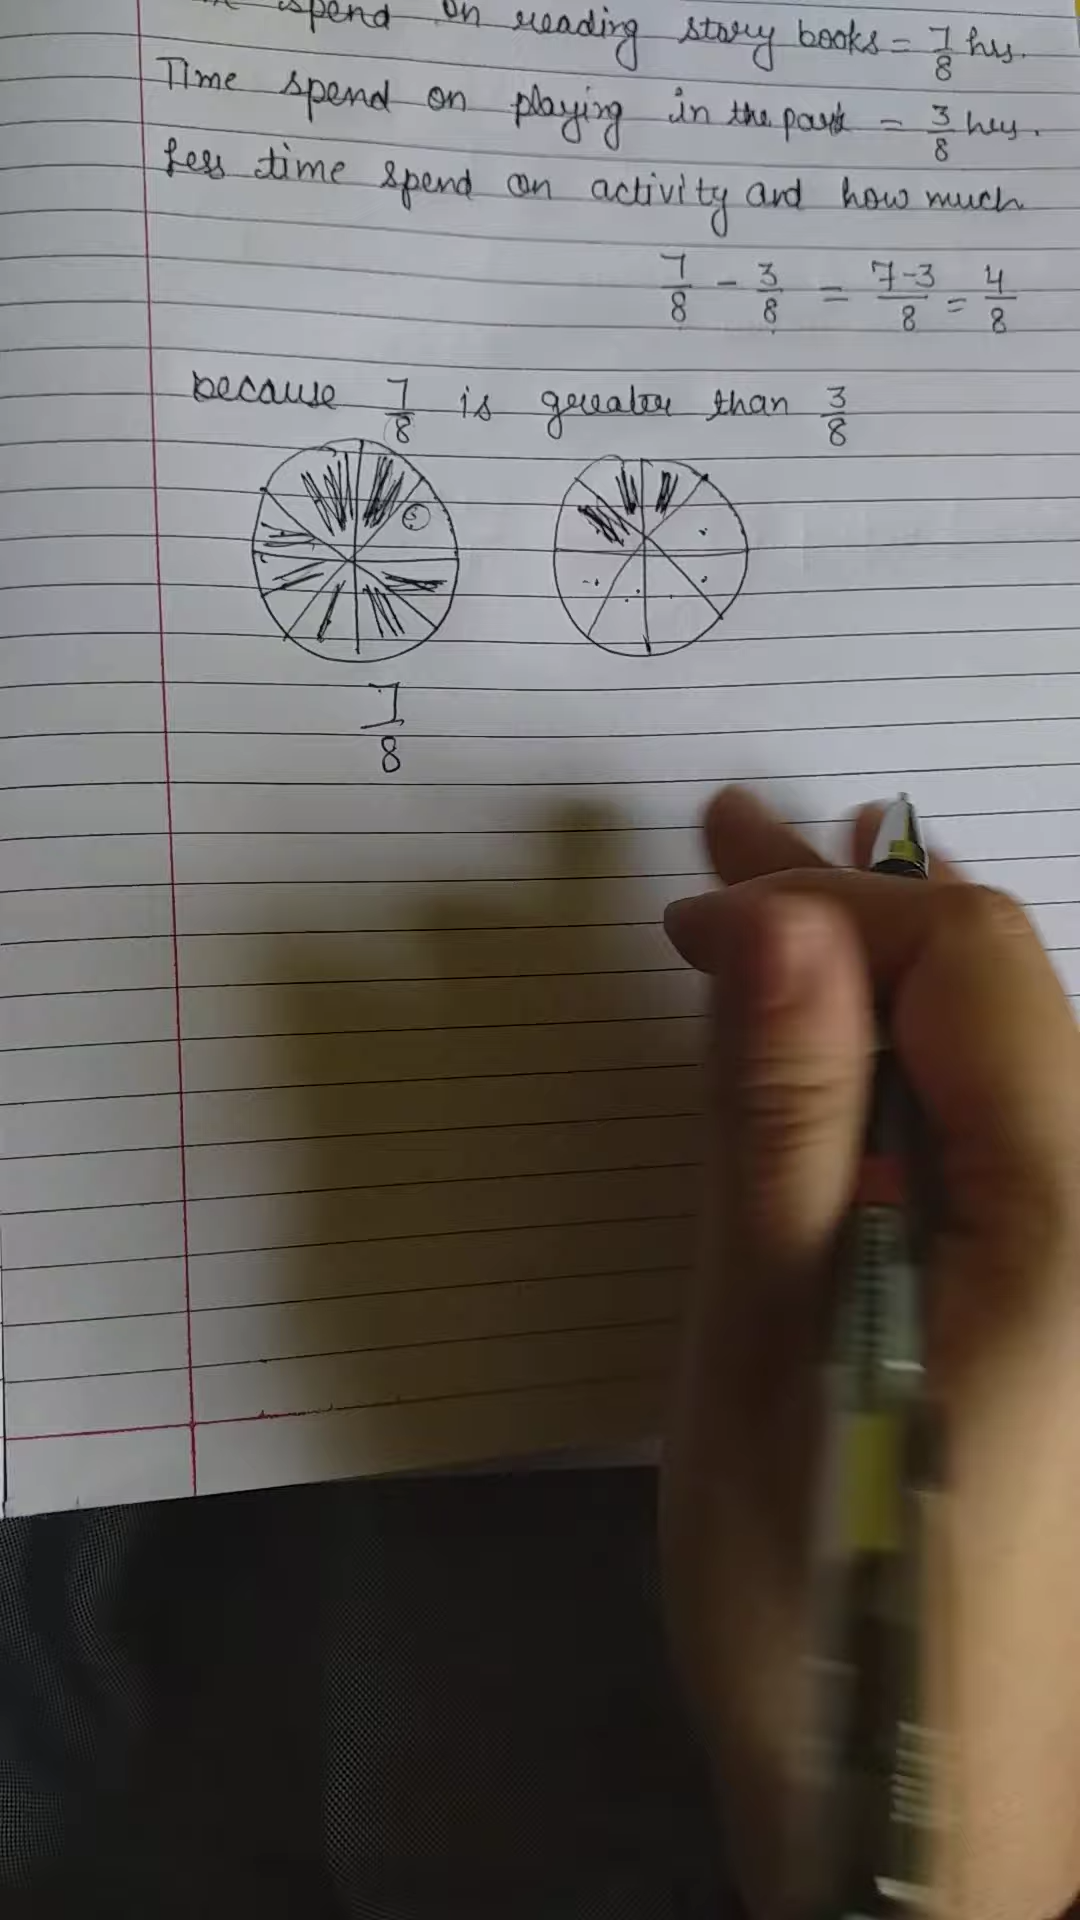 spend on reading story books = 7/8 hrs.
Time spend on playing in the park = 3/8 hrs.
Less time spend on activity and how much
7/8 - 3/8 = 7-3/8 = 4/8
because 7/8 is greater than 3/8
7/8